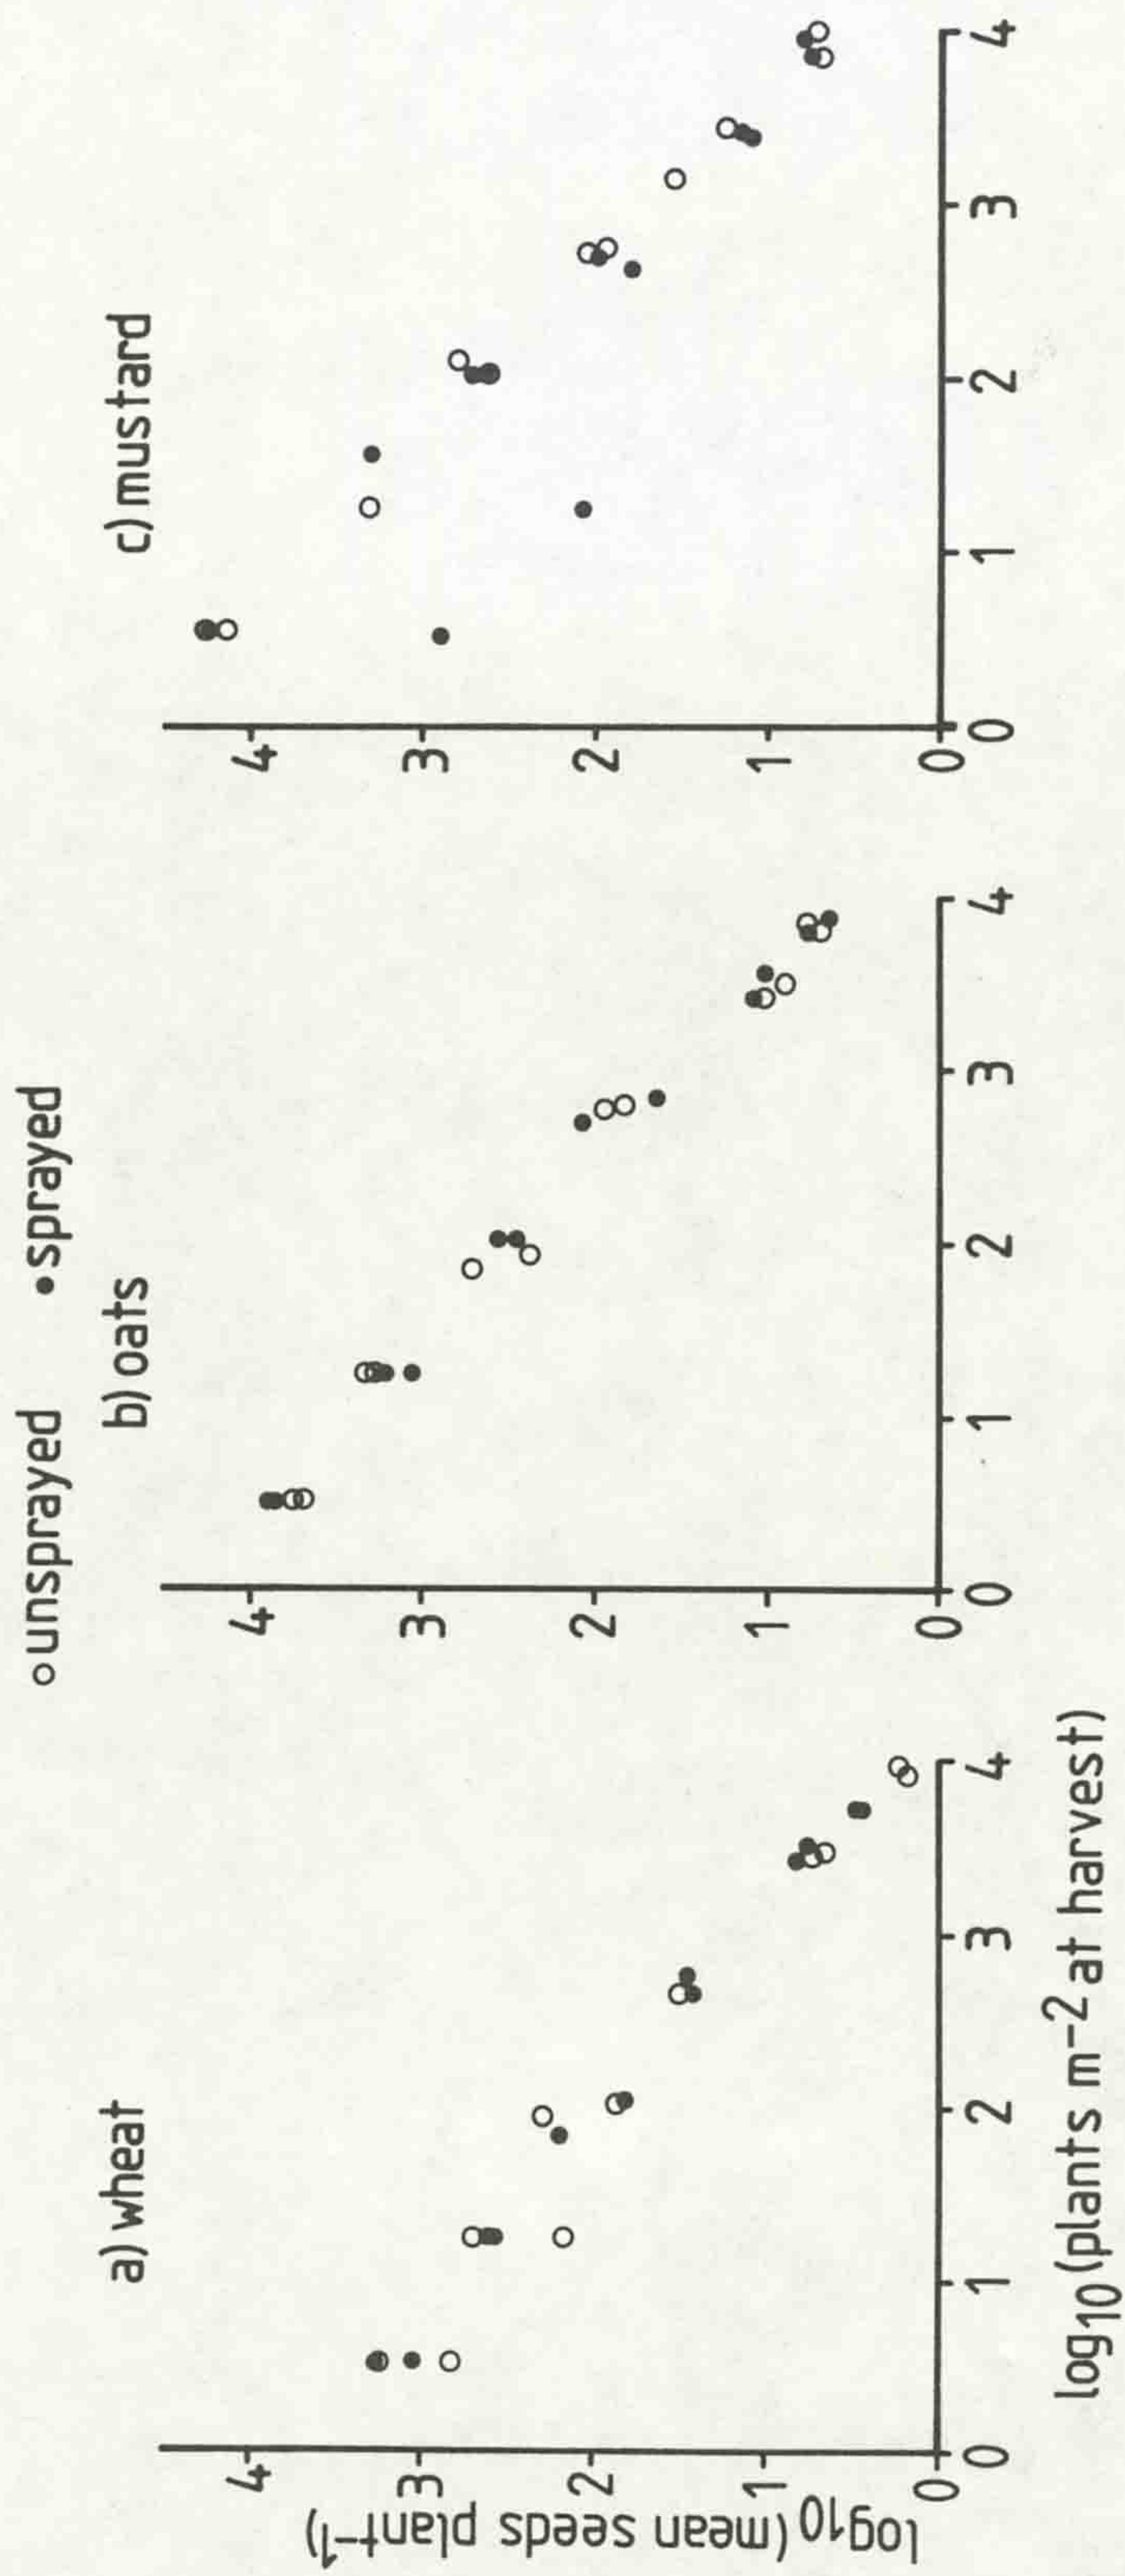 ○ unsprayed ● sprayed
a) wheat
b) oats
c) mustard
log10 (mean seeds plant⁻¹)
4
3
2
1
0
0 1 2 3 4
4
3
2
1
0
0 1 2 3 4
4
3
2
1
0
0 1 2 3 4
log10 (plants m⁻² at harvest)